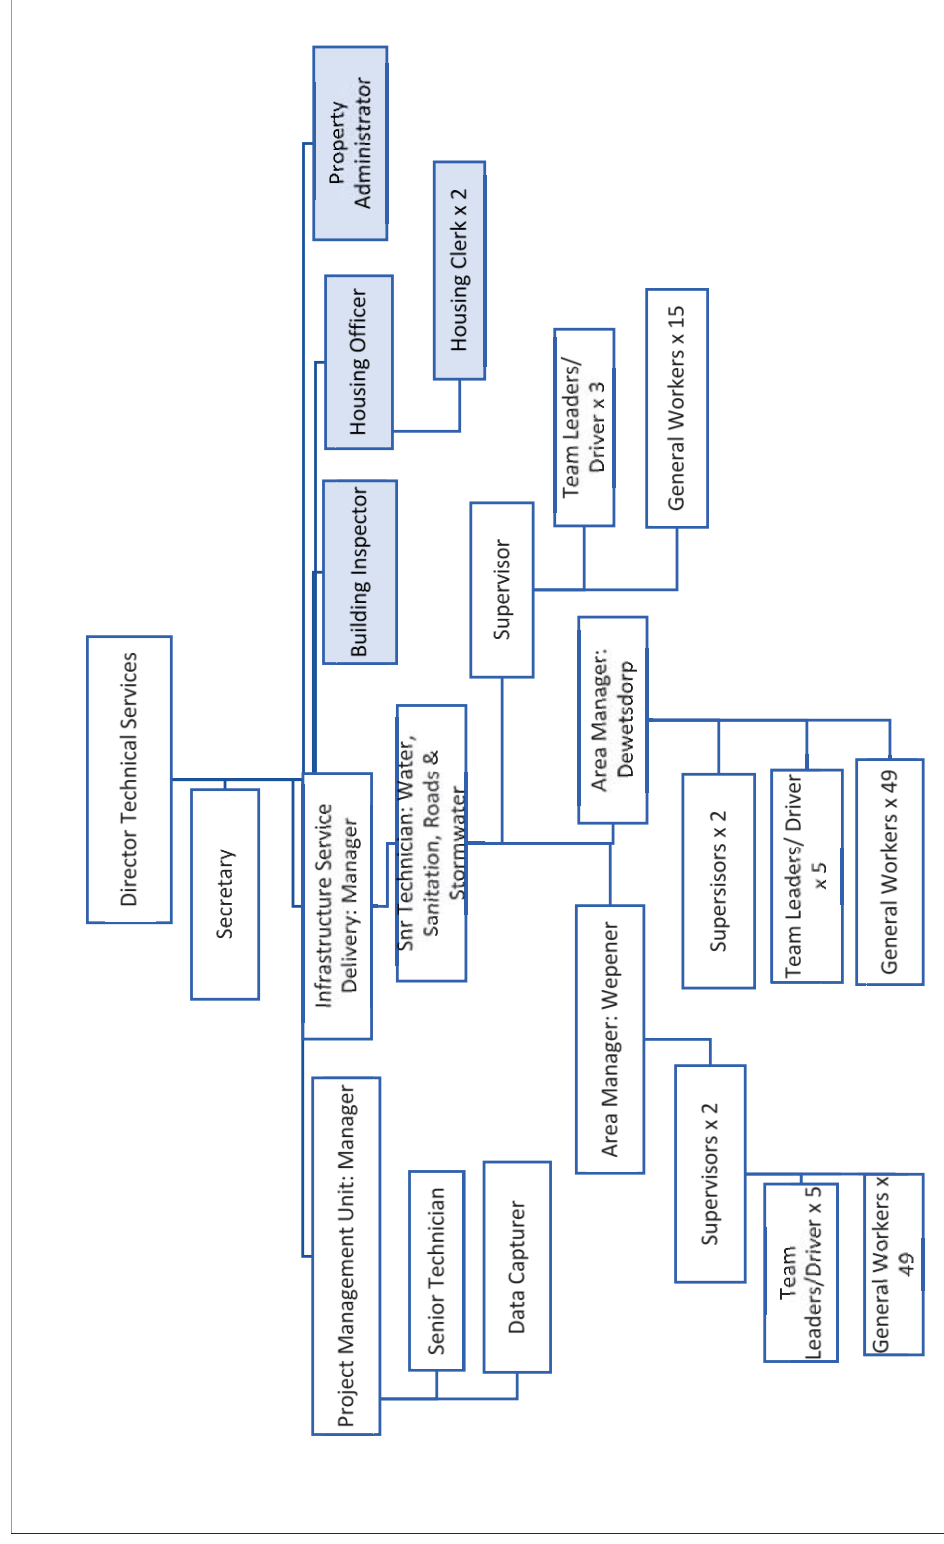 Director Technical Services
Secretary
Project Management Unit: Manager
Infrastructure Service
Delivery: Manager
Building Inspector
Housing Officer
Property
Administrator
Senior Technician
Data Capturer
Snr Technician: Water,
Sanitation, Roads &
Stormwater
Housing Clerk x 2
Supervisor
Team Leaders/
Driver x 3
General Workers x 15
Area Manager: Wepener
Area Manager:
Dewetsdorp
Supervisors x 2
Team
Leaders/Driver x 5
General Workers x
49
Supersisors x 2
Team Leaders/ Driver
x 5
General Workers x 49